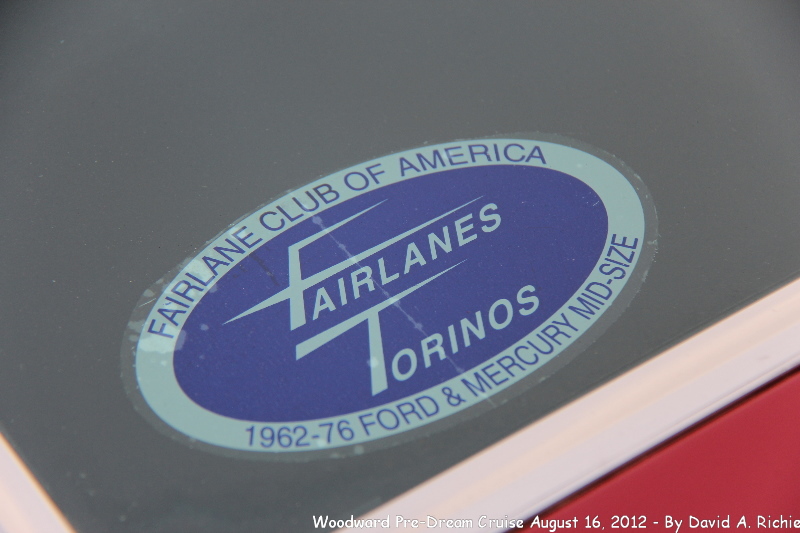 FAIRLANE CLUB OF AMERICA
FAIRLANES
TORINOS
1962-76 FORD & MERCURY MID-SIZE
Woodward Pre-Dream Cruise August 16, 2012 - By David A. Richie